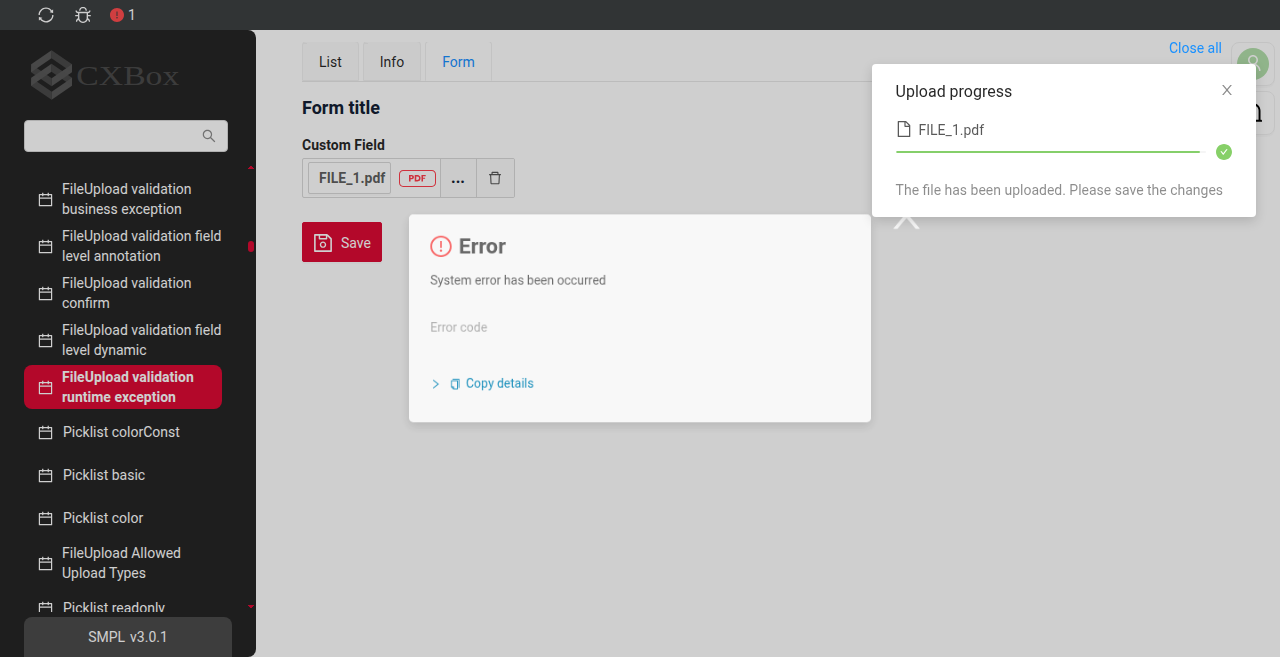 1
CXBox
FileUpload validation
business exception
FileUpload validation field
level annotation
FileUpload validation
confirm
FileUpload validation field
level dynamic
FileUpload validation
runtime exception
Picklist colorConst
Picklist basic
Picklist color
FileUpload Allowed
Upload Types
Picklist readonly
SMPL v3.0.1
List
Info
Form
Close all
Form title
Custom Field
FILE_1.pdf
PDF
...
Save
Error
System error has been occurred
Error code
Copy details
Upload progress
FILE_1.pdf
The file has been uploaded. Please save the changes